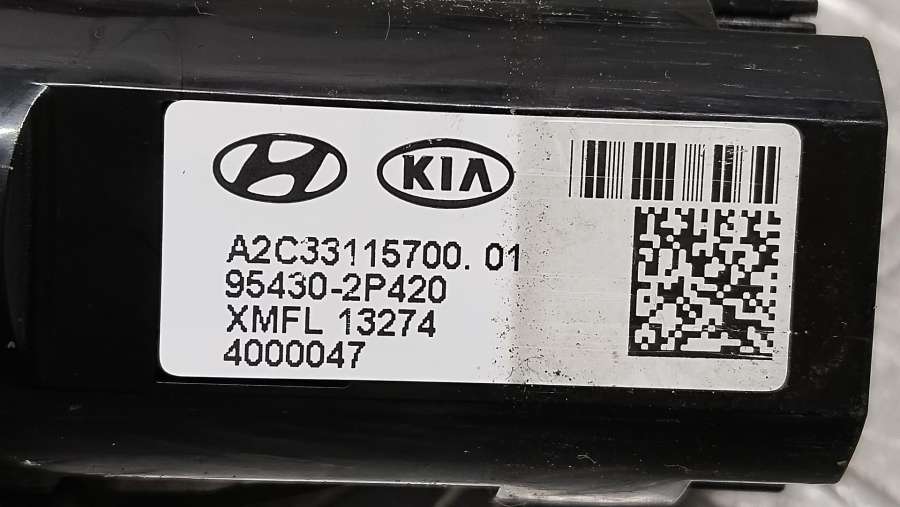 KIA
A2C33115700. 01
95430-2P420
XMFL 13274
4000047